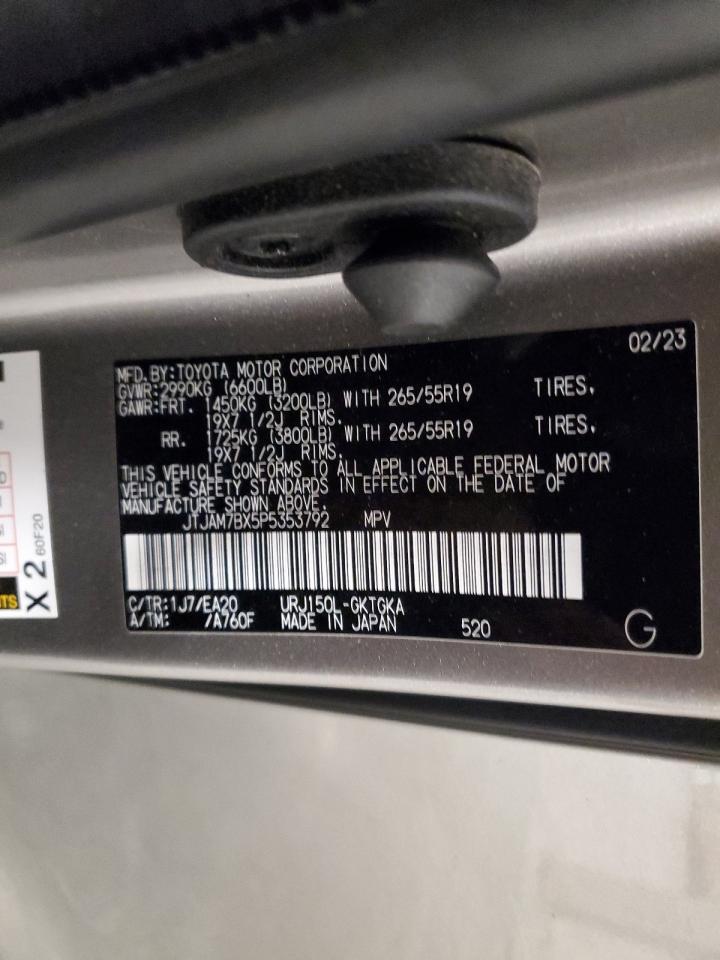 02/23
MFD.BY:TOYOTA MOTOR CORPORATION
GVWR:2990KG (6600LB)
GAWR:FRT. 1450KG (3200LB) WITH 265/55R19 TIRES,
19X7 1/2J RIMS.
RR. 1725KG (3800LB) WITH 265/55R19 TIRES,
19X7 1/2J RIMS.
THIS VEHICLE CONFORMS TO ALL APPLICABLE FEDERAL MOTOR
VEHICLE SAFETY STANDARDS IN EFFECT ON THE DATE OF
MANUFACTURE SHOWN ABOVE.
JTJAM7BX5P5353792 MPV
C/TR:1J7/EA20 URJ150L-GKTGKA
A/TM: /A760F MADE IN JAPAN 520
G
X 2 60F20